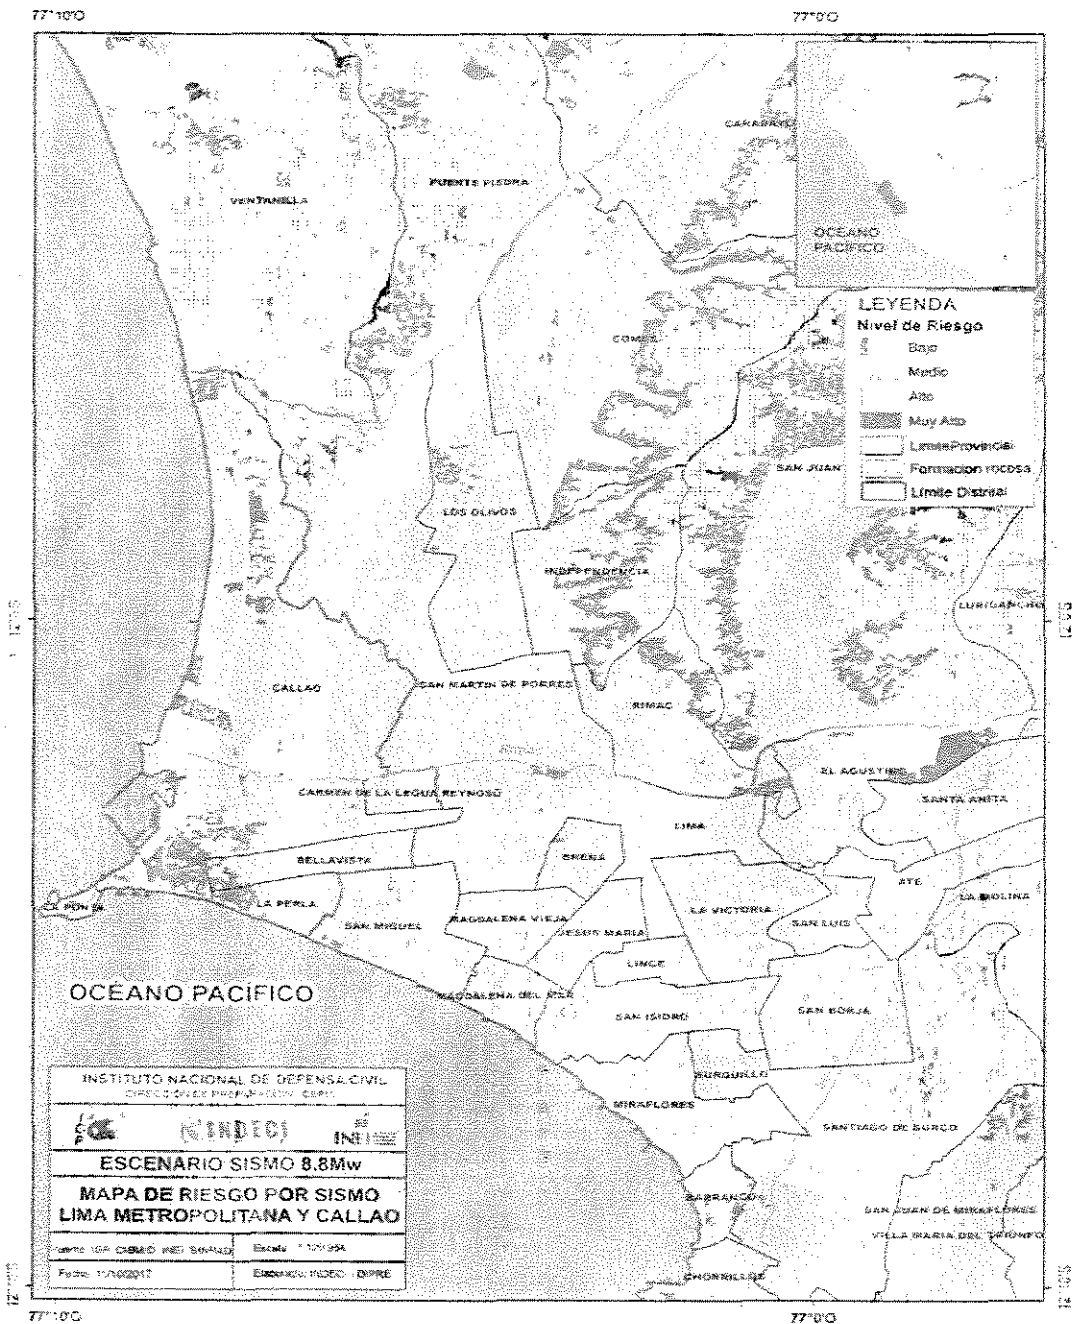 77°10'O
77°0'O
CARABAYLLO
PUENTE PIEDRA
VENTANILLA
OCEANO
PACIFICO
LEYENDA
Nivel de Riesgo
Bajo
Medio
Alto
Muy Alto
Limite Provincial
Formacion rocosa
Límite Distrital
COMAS
SAN JUAN
LOS OLIVOS
INDEPENDENCIA
LURIGANCHO
CALLAO
SAN MARTIN DE PORRES
RIMAC
EL AGUSTINO
CARMEN DE LA LEGUA REYNOSO
SANTA ANITA
LIMA
BELLAVISTA
BREÑA
ATE
LA MOLINA
LA PUNTA
LA PERLA
SAN MIGUEL
MAGDALENA VIEJA
JESUS MARIA
LA VICTORIA
SAN LUIS
LINCE
OCÉANO PACIFICO
MAGDALENA DEL MAR
SAN ISIDRO
SAN BORJA
SURQUILLO
MIRAFLORES
SANTIAGO DE SURCO
INSTITUTO NACIONAL DE DEFENSA CIVIL
INDECI
INEI
ESCENARIO SISMO 8.8Mw
MAPA DE RIESGO POR SISMO
LIMA METROPOLITANA Y CALLAO
Escala
Elaborado: INDECI - DIPRE
BARRANCO
SAN JUAN DE MIRAFLORES
VILLA MARIA DEL TRIUNFO
CHORRILLOS
77°10'O
77°0'O